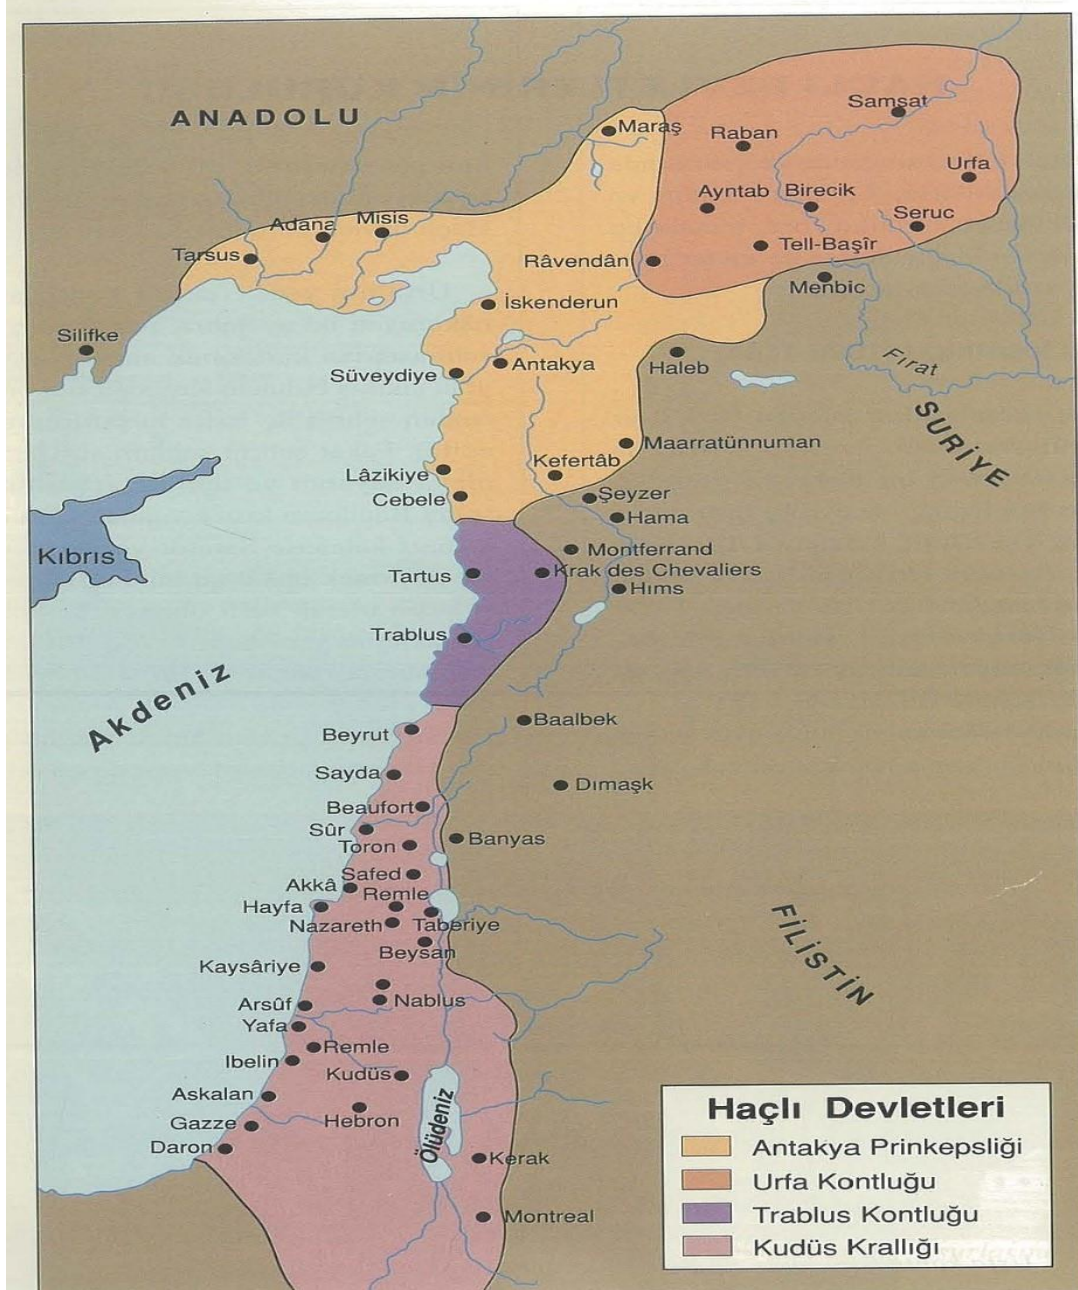 ANADOLU
Maraş
Samsat
Raban
Urfa
Ayntab
Birecik
Seruc
Adana
Misis
Tarsus
Râvendân
Tell-Başîr
Menbic
İskenderun
Silifke
Antakya
Süveydiye
Haleb
Fırat
SURİYE
Maarratünnuman
Kefertâb
Lâzikiye
Cebele
Şeyzer
Hama
Kıbrıs
Montferrand
Tartus
Krak des Chevaliers
Hıms
Trablus
Akdeniz
Baalbek
Beyrut
Sayda
Dımaşk
Beaufort
Sûr
Toron
Banyas
Safed
Akkâ
Remle
Hayfa
Nazareth
Taberiye
Beysan
FİLİSTİN
Kaysâriye
Arsûf
Nablus
Yafa
Remle
Ibelin
Kudüs
Askalan
Gazze
Hebron
Daron
Ölüdeniz
Kerak
Montreal
Haçlı Devletleri
Antakya Prinkepsliği
Urfa Kontluğu
Trablus Kontluğu
Kudüs Krallığı